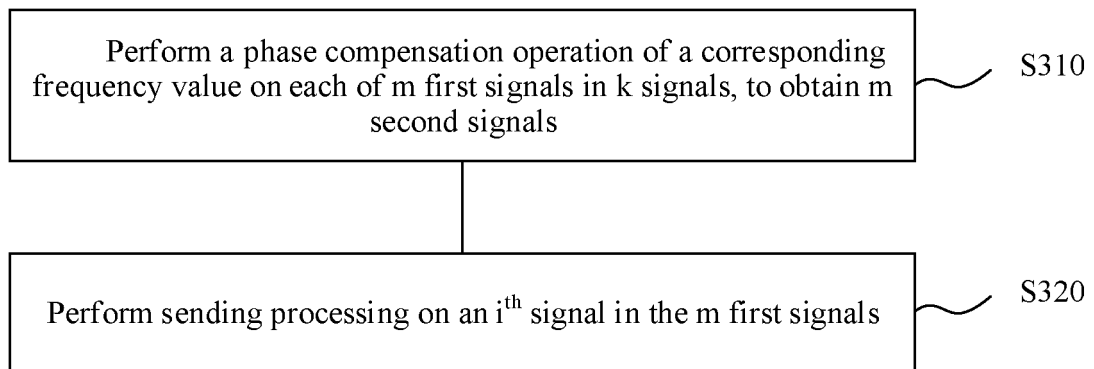 Perform a phase compensation operation of a corresponding
frequency value on each of m first signals in k signals, to obtain m
second signals
S310
Perform sending processing on an i^th signal in the m first signals
S320